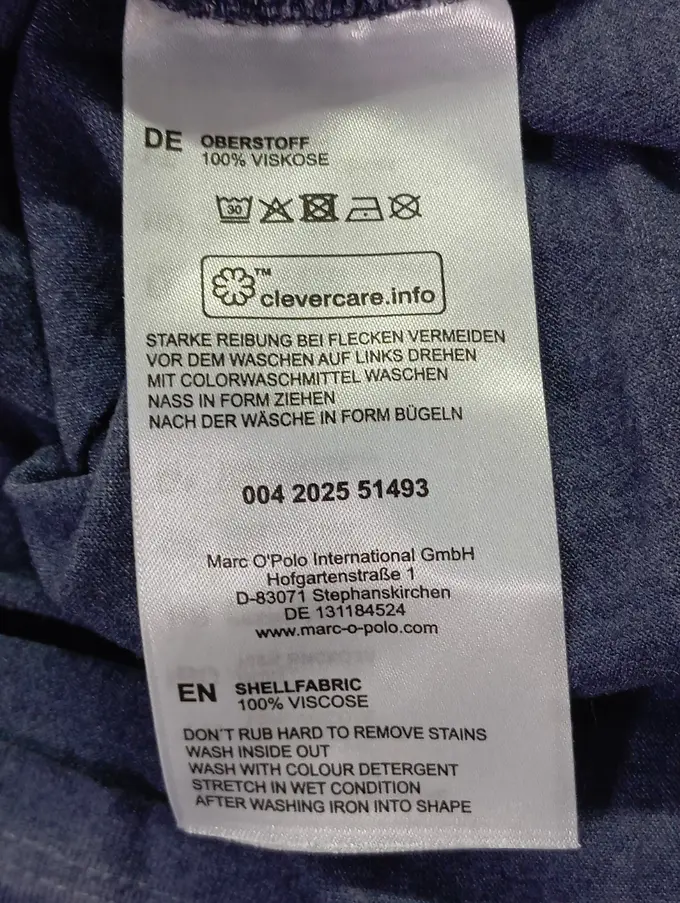 DE OBERSTOFF
100% VISKOSE
30
™
clevercare.info
STARKE REIBUNG BEI FLECKEN VERMEIDEN
VOR DEM WASCHEN AUF LINKS DREHEN
MIT COLORWASCHMITTEL WASCHEN
NASS IN FORM ZIEHEN
NACH DER WÄSCHE IN FORM BÜGELN
004 2025 51493
Marc O'Polo International GmbH
Hofgartenstraße 1
D-83071 Stephanskirchen
DE 131184524
www.marc-o-polo.com
EN SHELLFABRIC
100% VISCOSE
DON'T RUB HARD TO REMOVE STAINS
WASH INSIDE OUT
WASH WITH COLOUR DETERGENT
STRETCH IN WET CONDITION
AFTER WASHING IRON INTO SHAPE